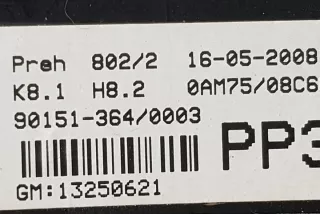 Preh 802/2 16-05-2008
K8.1 H8.2 0AM75/08C6
90151-364/0003
PP3
GM:13250621